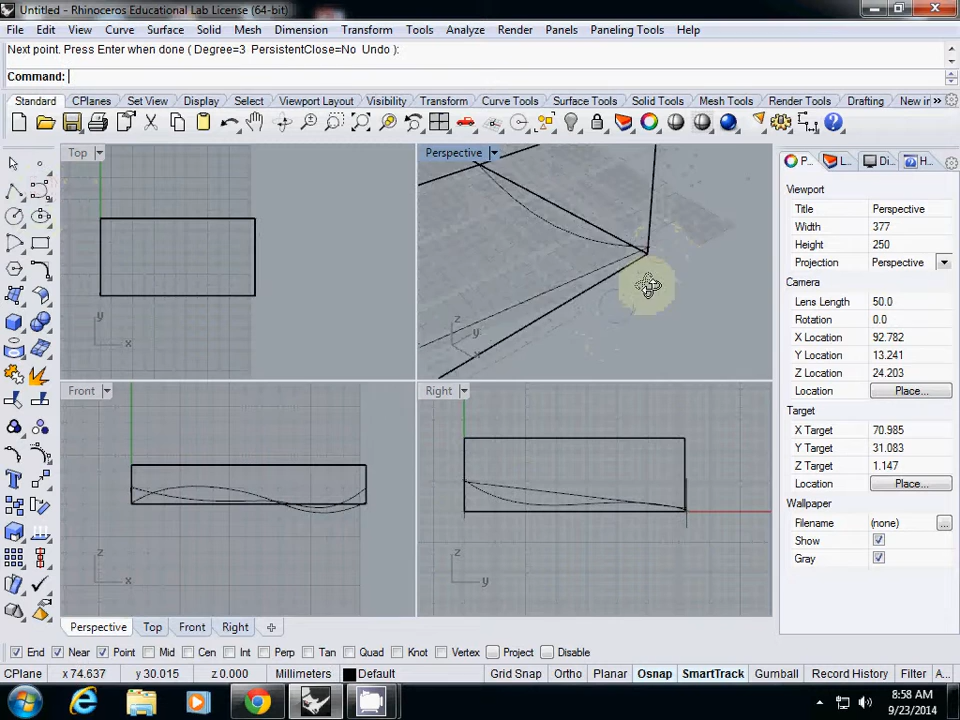 Untitled - Rhinoceros Educational Lab License (64-bit)
File Edit View Curve Surface Solid Mesh Dimension Transform Tools Analyze Render Panels Paneling Tools Help
Next point. Press Enter when done ( Degree=3 PersistentClose=No Undo ):
Command:
Standard CPlanes Set View Display Select Viewport Layout Visibility Transform Curve Tools Surface Tools Solid Tools Mesh Tools Render Tools Drafting New in »
Top
y
x
Perspective
z
y
x
Front
z
x
Right
z
y
P... L... Di... H...
Viewport
Title Perspective
Width 377
Height 250
Projection Perspective
Camera
Lens Length 50.0
Rotation 0.0
X Location 92.782
Y Location 13.241
Z Location 24.203
Location Place...
Target
X Target 70.985
Y Target 31.083
Z Target 1.147
Location Place...
Wallpaper
Filename (none) ...
Show
Gray
Perspective Top Front Right
End Near Point Mid Cen Int Perp Tan Quad Knot Vertex Project Disable
CPlane x 74.637 y 30.015 z 0.000 Millimeters Default Grid Snap Ortho Planar Osnap SmartTrack Gumball Record History Filter A...
8:58 AM
9/23/2014